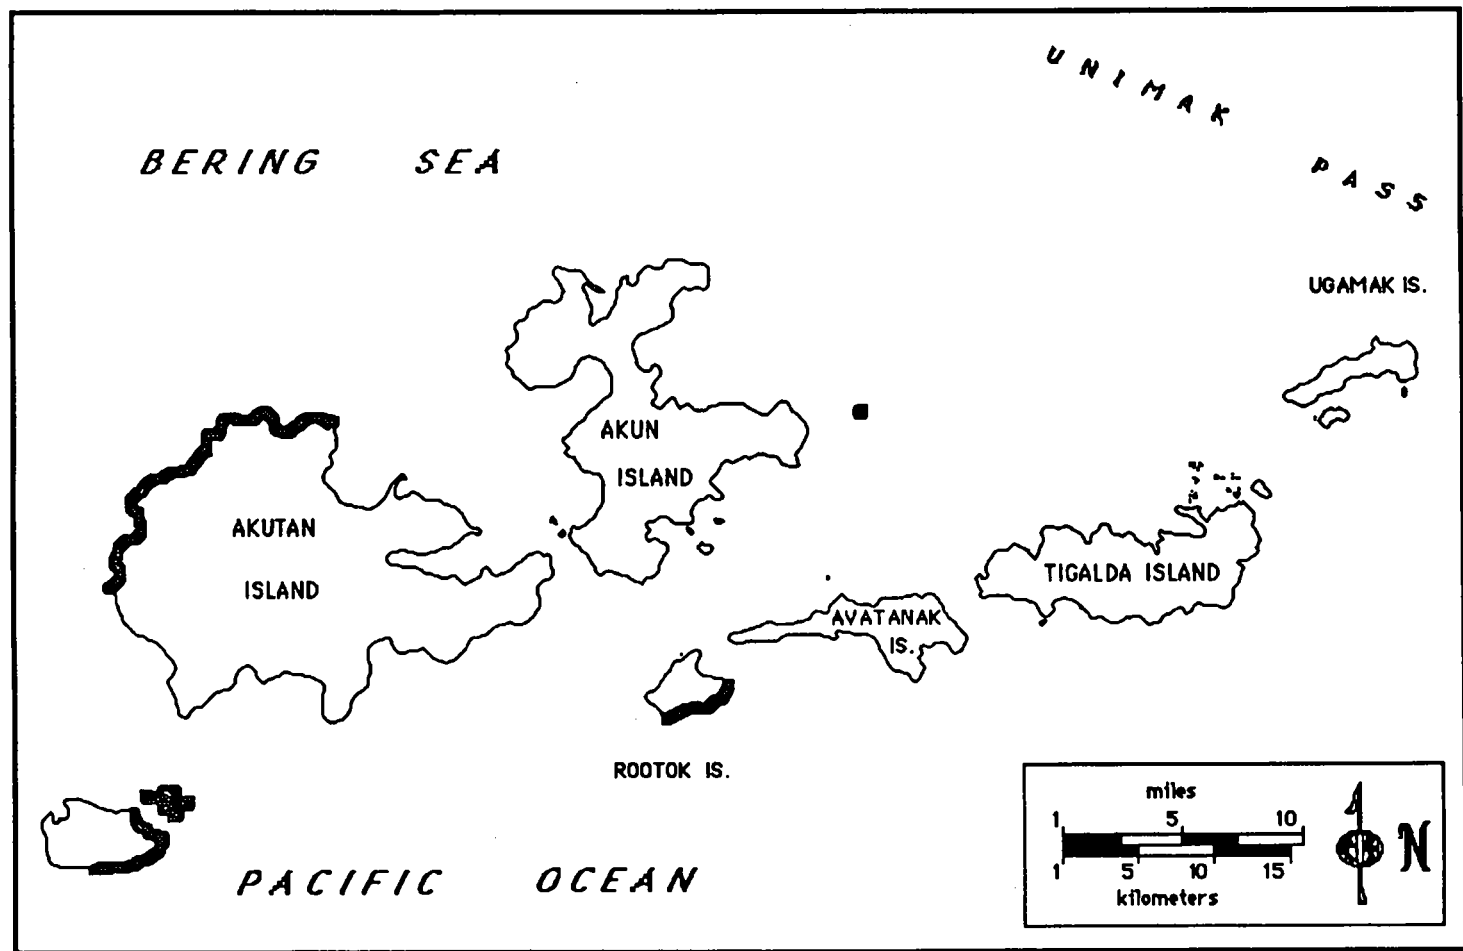 UNIMAK
PASS
BERING SEA
UGAMAK IS.
AKUN
ISLAND
AKUTAN
ISLAND
TIGALDA ISLAND
AVATANAK
IS.
ROOTOK IS.
PACIFIC OCEAN
miles
1 5 10
1 5 10 15
kilometers
N